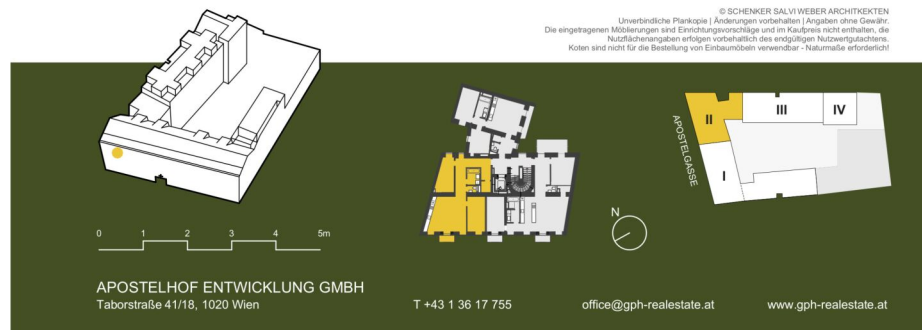 © SCHENKER SALVI WEBER ARCHITKEKTEN
Unverbindliche Plankopie | Änderungen vorbehalten | Angaben ohne Gewähr.
Die eingetragenen Möblierungen sind Einrichtungsvorschläge und im Kaufpreis nicht enthalten, die
Nutzflächenangaben erfolgen vorbehaltlich des endgültigen Nutzwertgutachtens.
Koten sind nicht für die Bestellung von Einbaumöbeln verwendbar - Naturmaße erforderlich!
II
III
IV
APOSTELGASSE
I
N
0 1 2 3 4 5m
APOSTELHOF ENTWICKLUNG GMBH
Taborstraße 41/18, 1020 Wien
T +43 1 36 17 755
office@gph-realestate.at
www.gph-realestate.at